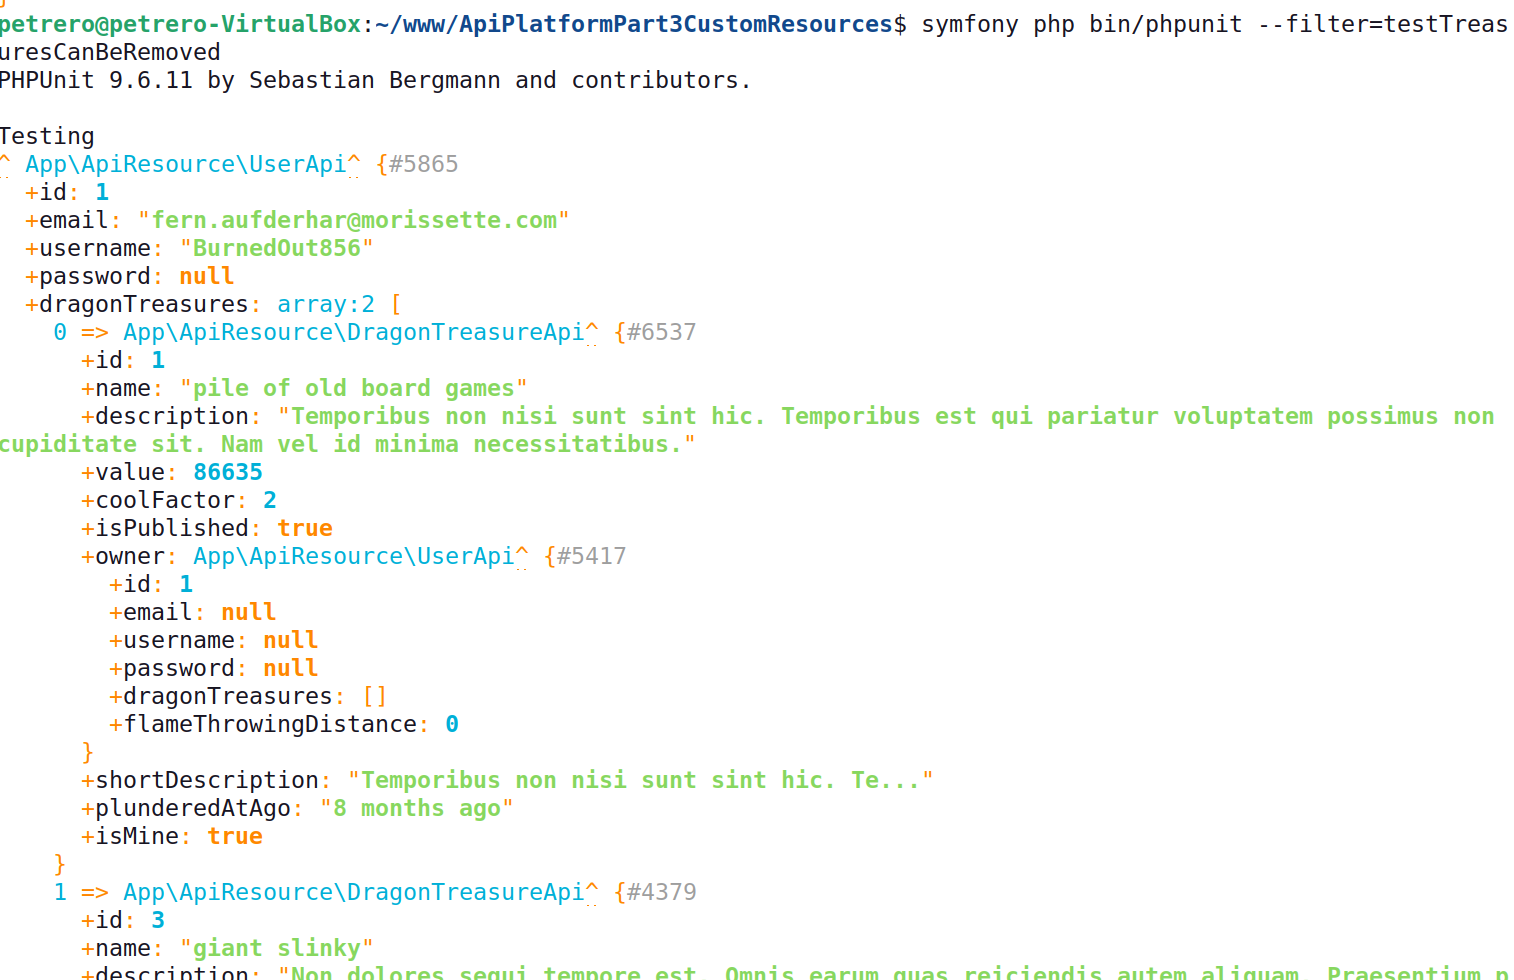 }
petrero@petrero-VirtualBox:~/www/ApiPlatformPart3CustomResources$ symfony php bin/phpunit --filter=testTreas
uresCanBeRemoved
PHPUnit 9.6.11 by Sebastian Bergmann and contributors.

Testing
^ App\ApiResource\UserApi^ {#5865
  +id: 1
  +email: "fern.aufderhar@morissette.com"
  +username: "BurnedOut856"
  +password: null
  +dragonTreasures: array:2 [
    0 => App\ApiResource\DragonTreasureApi^ {#6537
      +id: 1
      +name: "pile of old board games"
      +description: "Temporibus non nisi sunt sint hic. Temporibus est qui pariatur voluptatem possimus non
cupiditate sit. Nam vel id minima necessitatibus."
      +value: 86635
      +coolFactor: 2
      +isPublished: true
      +owner: App\ApiResource\UserApi^ {#5417
        +id: 1
        +email: null
        +username: null
        +password: null
        +dragonTreasures: []
        +flameThrowingDistance: 0
      }
      +shortDescription: "Temporibus non nisi sunt sint hic. Te..."
      +plunderedAtAgo: "8 months ago"
      +isMine: true
    }
    1 => App\ApiResource\DragonTreasureApi^ {#4379
      +id: 3
      +name: "giant slinky"
      +description: "Non dolores sequi tempore est. Omnis earum quas reiciendis autem aliquam. Praesentium p